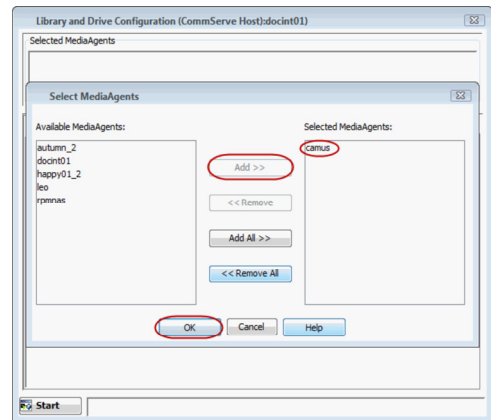 Library and Drive Configuration (CommServe Host):docint01)
Selected MediaAgents
Select MediaAgents
Available MediaAgents:
Selected MediaAgents:
autumn_2
docint01
happy01_2
leo
rpmnas
camus
Add >>
<< Remove
Add All >>
<< Remove All
OK
Cancel
Help
Start